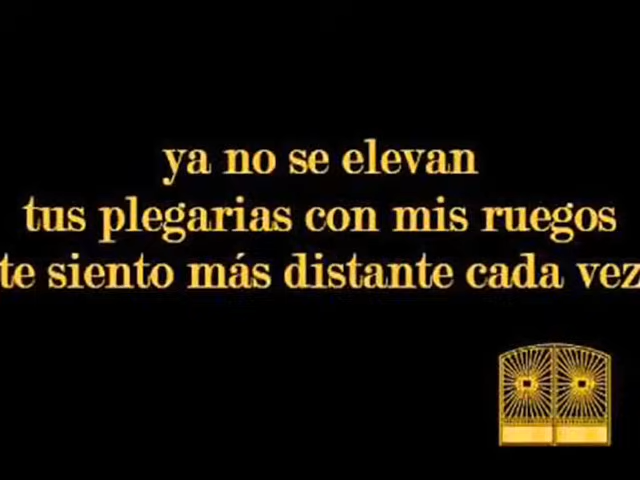 ya no se elevan
tus plegarias con mis ruegos
te siento más distante cada vez